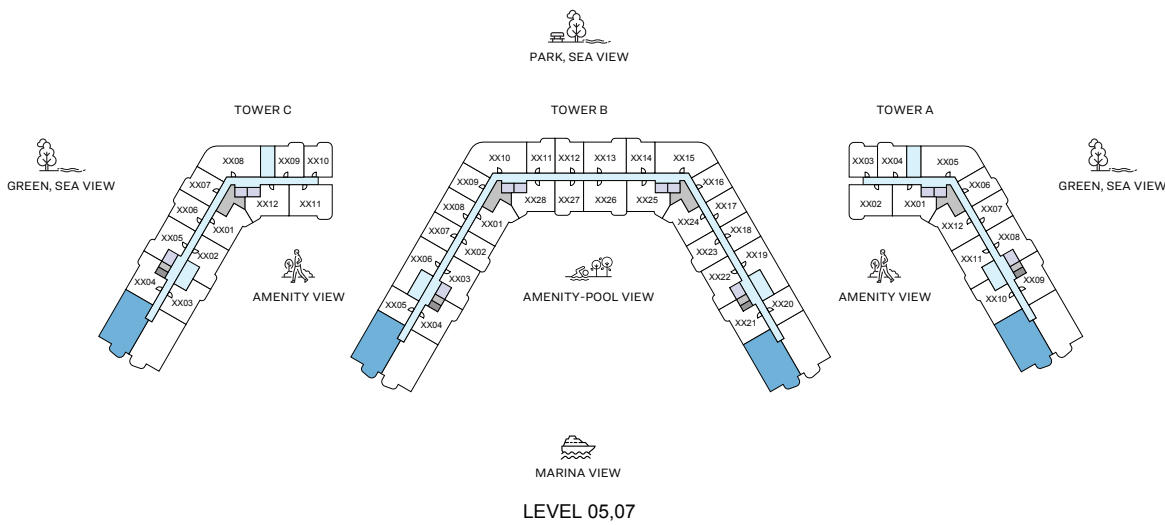 PARK, SEA VIEW
TOWER C
TOWER B
TOWER A
GREEN, SEA VIEW
GREEN, SEA VIEW
XX08
XX09
XX10
XX07
XX06
XX05
XX04
XX12
XX11
XX01
XX02
XX03
XX10
XX11
XX12
XX13
XX14
XX15
XX09
XX08
XX07
XX06
XX05
XX28
XX27
XX26
XX25
XX01
XX02
XX03
XX04
XX16
XX17
XX18
XX19
XX20
XX24
XX23
XX22
XX21
XX03
XX04
XX05
XX06
XX07
XX08
XX09
XX02
XX01
XX12
XX11
XX10
AMENITY VIEW
AMENITY-POOL VIEW
AMENITY VIEW
MARINA VIEW
LEVEL 05,07